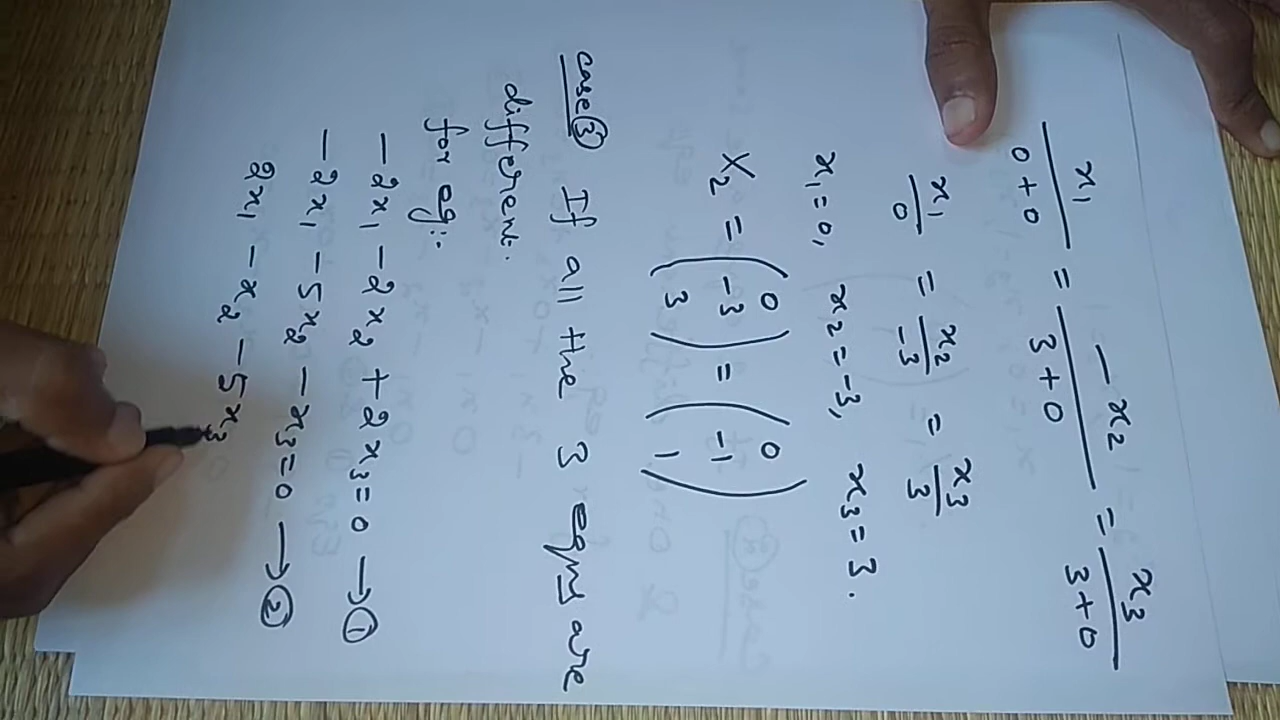 x₁/(0+0) = -x₂/(3+0) = x₃/(3+0)
x₁/0 = x₂/-3 = x₃/3
x₁=0, x₂=-3, x₃=3.
X₂ = (0 -3 3) = (0 -1 1)
case③ If all the 3 eqns are
different.
for eg:-
-2x₁ - 2x₂ + 2x₃ = 0 → ①
-2x₁ - 5x₂ - x₃ = 0 → ②
2x₁ - x₂ - 5x₃